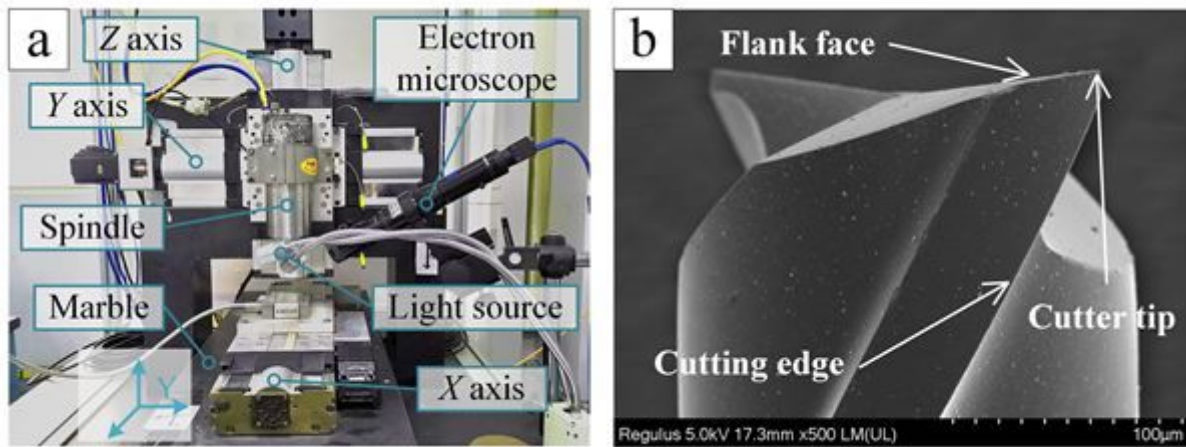 a
Z axis
Electron
microscope
Y axis
Spindle
Marble
Light source
X axis
Y
b
Flank face
Cutter tip
Cutting edge
Regulus 5.0kV 17.3mm x500 LM(UL)
100μm